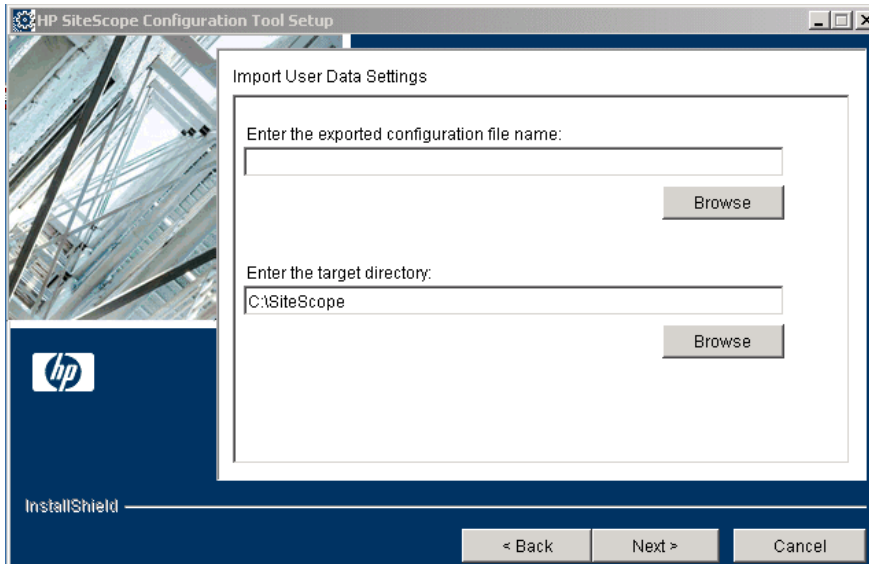 HP SiteScope Configuration Tool Setup
Import User Data Settings
Enter the exported configuration file name:
Browse
Enter the target directory:
C:\SiteScope
Browse
hp
InstallShield
< Back
Next >
Cancel